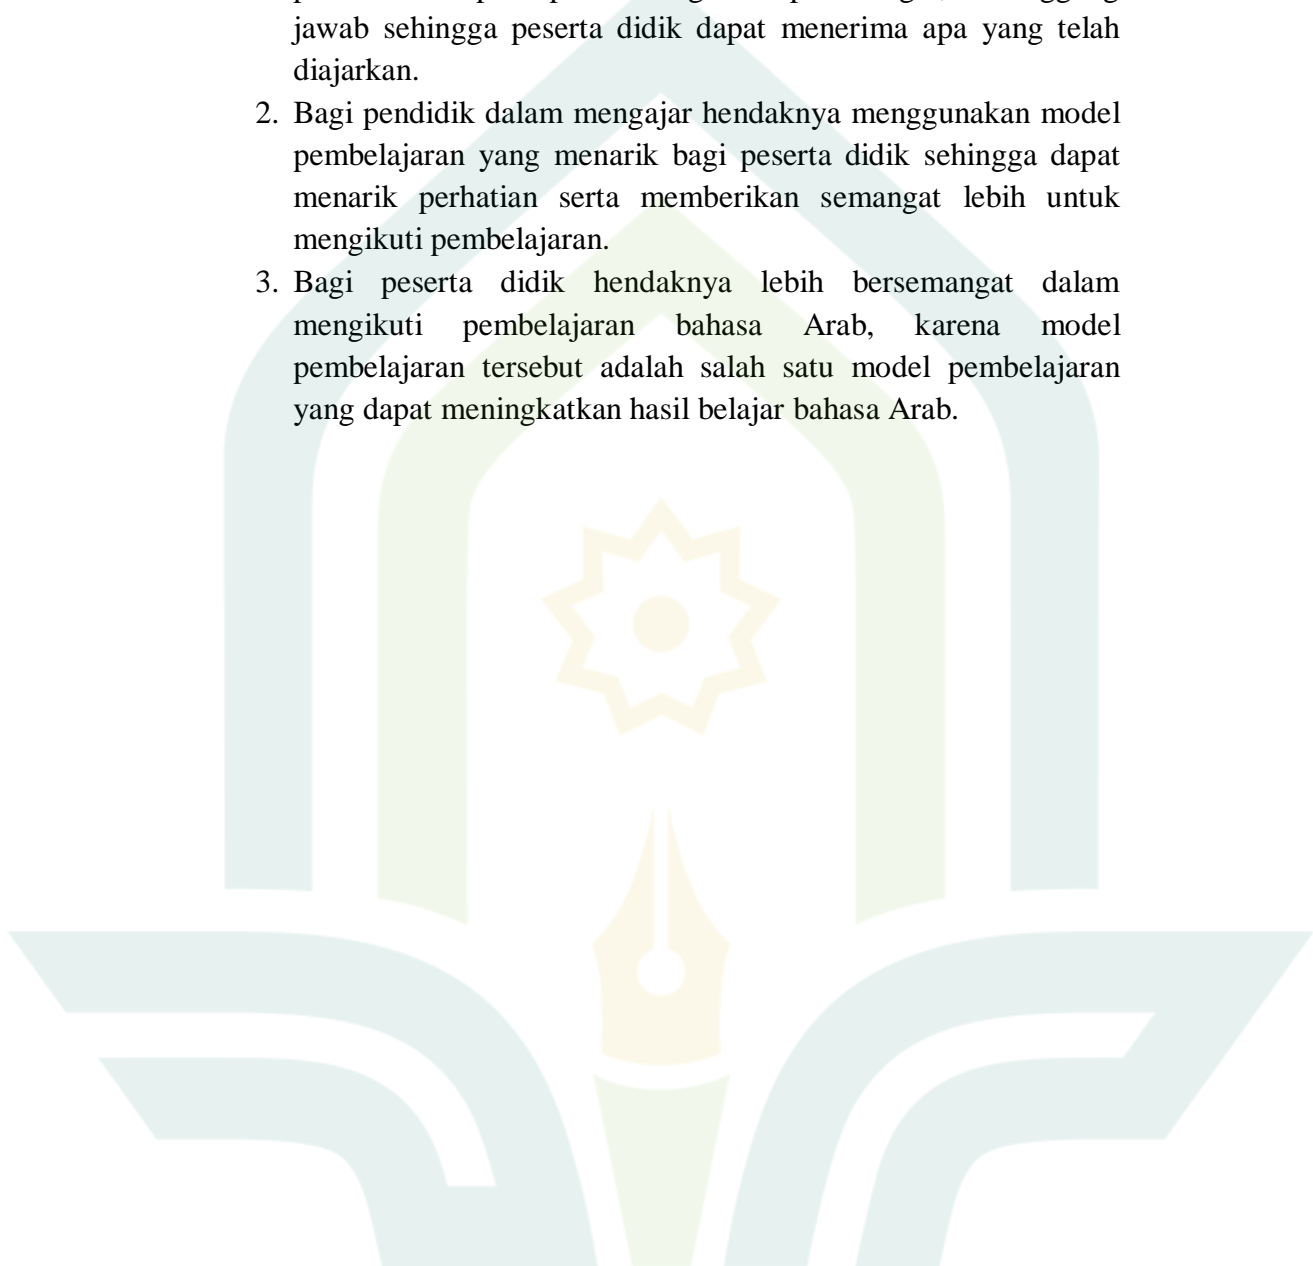 jawab sehingga peserta didik dapat menerima apa yang telah
diajarkan.
2. Bagi pendidik dalam mengajar hendaknya menggunakan model
pembelajaran yang menarik bagi peserta didik sehingga dapat
menarik perhatian serta memberikan semangat lebih untuk
mengikuti pembelajaran.
3. Bagi peserta didik hendaknya lebih bersemangat dalam
mengikuti pembelajaran bahasa Arab, karena model
pembelajaran tersebut adalah salah satu model pembelajaran
yang dapat meningkatkan hasil belajar bahasa Arab.